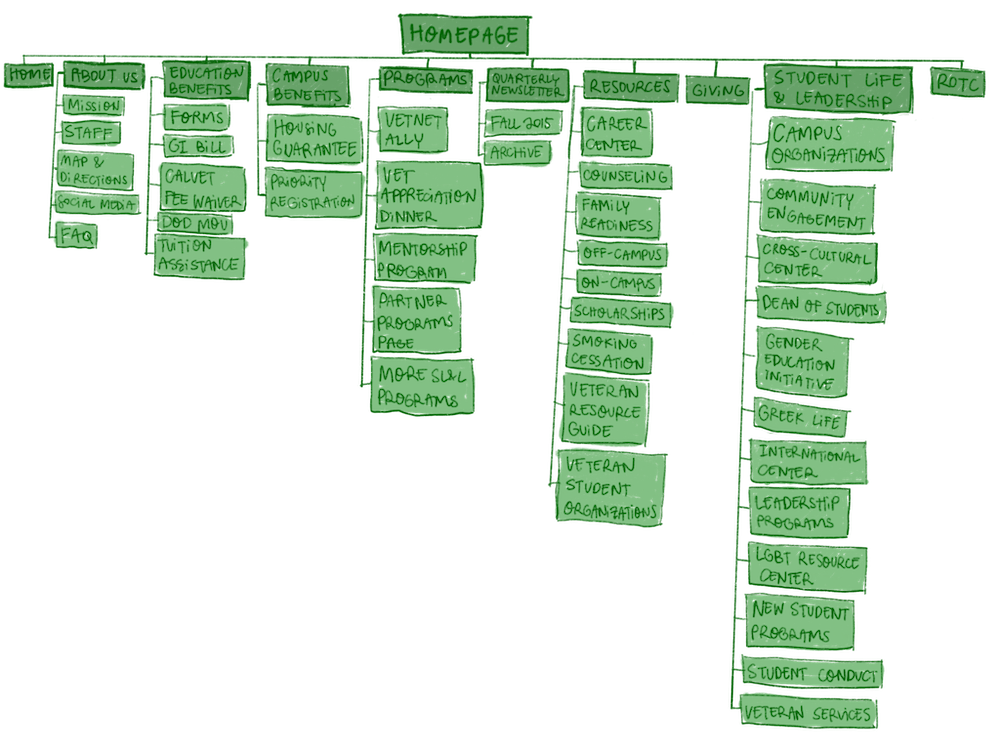 HOMEPAGE
HOME
ABOUT US
MISSION
STAFF
MAP &
DIRECTIONS
SOCIAL MEDIA
FAQ
EDUCATION
BENEFITS
FORMS
GI BILL
CALVET
FEE WAIVER
DOD MOU
TUITION
ASSISTANCE
CAMPUS
BENEFITS
HOUSING
GUARANTEE
PRIORITY
REGISTRATION
PROGRAMS
VETNET
ALLY
VET
APPRECIATION
DINNER
MENTORSHIP
PROGRAM
PARTNER
PROGRAMS
PAGE
MORE SL&L
PROGRAMS
QUARTERLY
NEWSLETTER
FALL 2015
ARCHIVE
RESOURCES
CAREER
CENTER
COUNSELING
FAMILY
READINESS
OFF-CAMPUS
ON-CAMPUS
SCHOLARSHIPS
SMOKING
CESSATION
VETERAN
RESOURCE
GUIDE
VETERAN
STUDENT
ORGANIZATIONS
GIVING
STUDENT LIFE
& LEADERSHIP
CAMPUS
ORGANIZATIONS
COMMUNITY
ENGAGEMENT
CROSS-CULTURAL
CENTER
DEAN OF STUDENTS
GENDER
EDUCATION
INITIATIVE
GREEK LIFE
INTERNATIONAL
CENTER
LEADERSHIP
PROGRAMS
LGBT RESOURCE
CENTER
NEW STUDENT
PROGRAMS
STUDENT CONDUCT
VETERAN SERVICES
ROTC